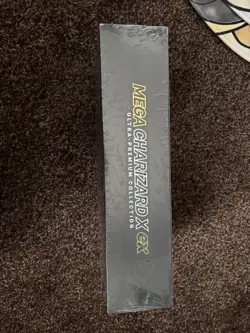 MEGA CHARIZARD X ex
ULTRA-PREMIUM COLLECTION